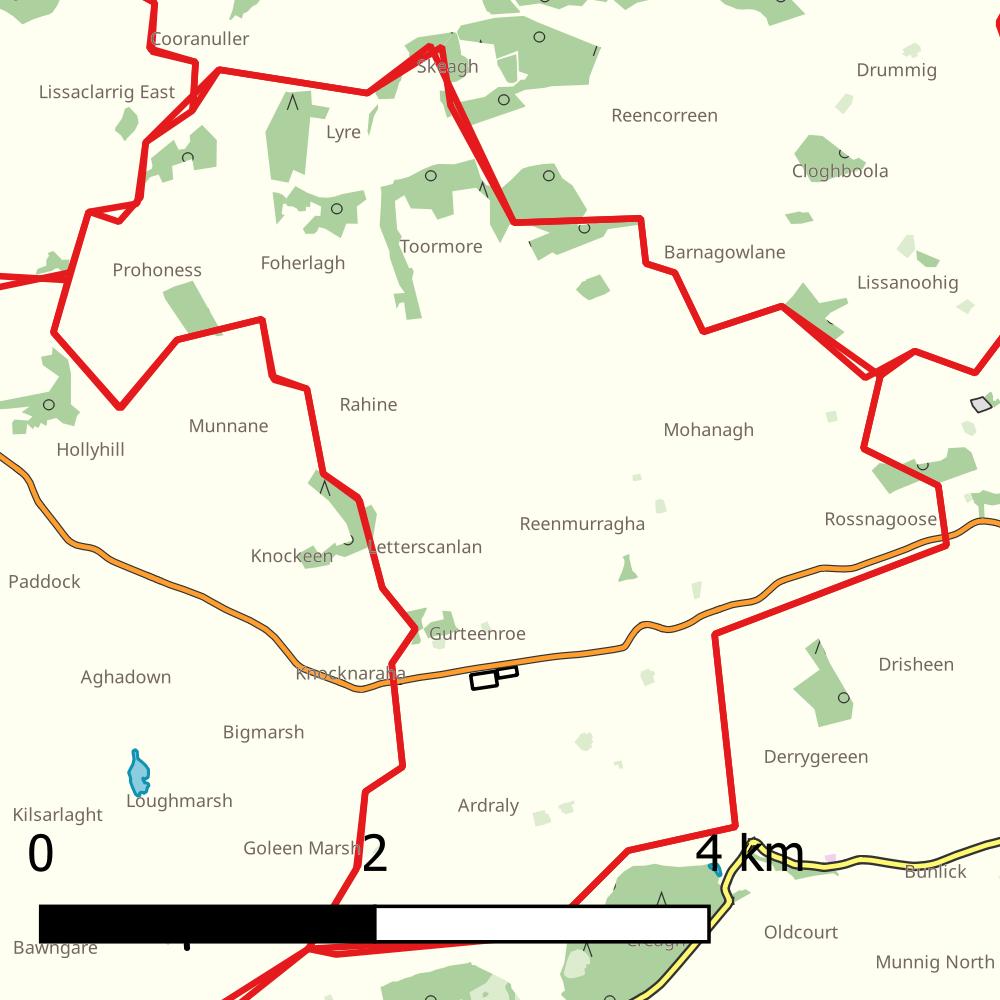 Cooranuller
Skeagh
Drummig
Lissaclarrig East
Reencorreen
Lyre
Cloghboola
Toormore
Barnagowlane
Foherlagh
Prohoness
Lissanoohig
Rahine
Munnane
Mohanagh
Hollyhill
Rossnagoose
Reenmurragha
Letterscanlan
Knockeen
Paddock
Gurteenroe
Drisheen
Knocknaraha
Aghadown
Bigmarsh
Derrygereen
Loughmarsh
Ardraly
Kilsarlaght
Goleen Marsh
0 2 4 km
Bunlick
Oldcourt
Creagh
Bawngare
Munnig North